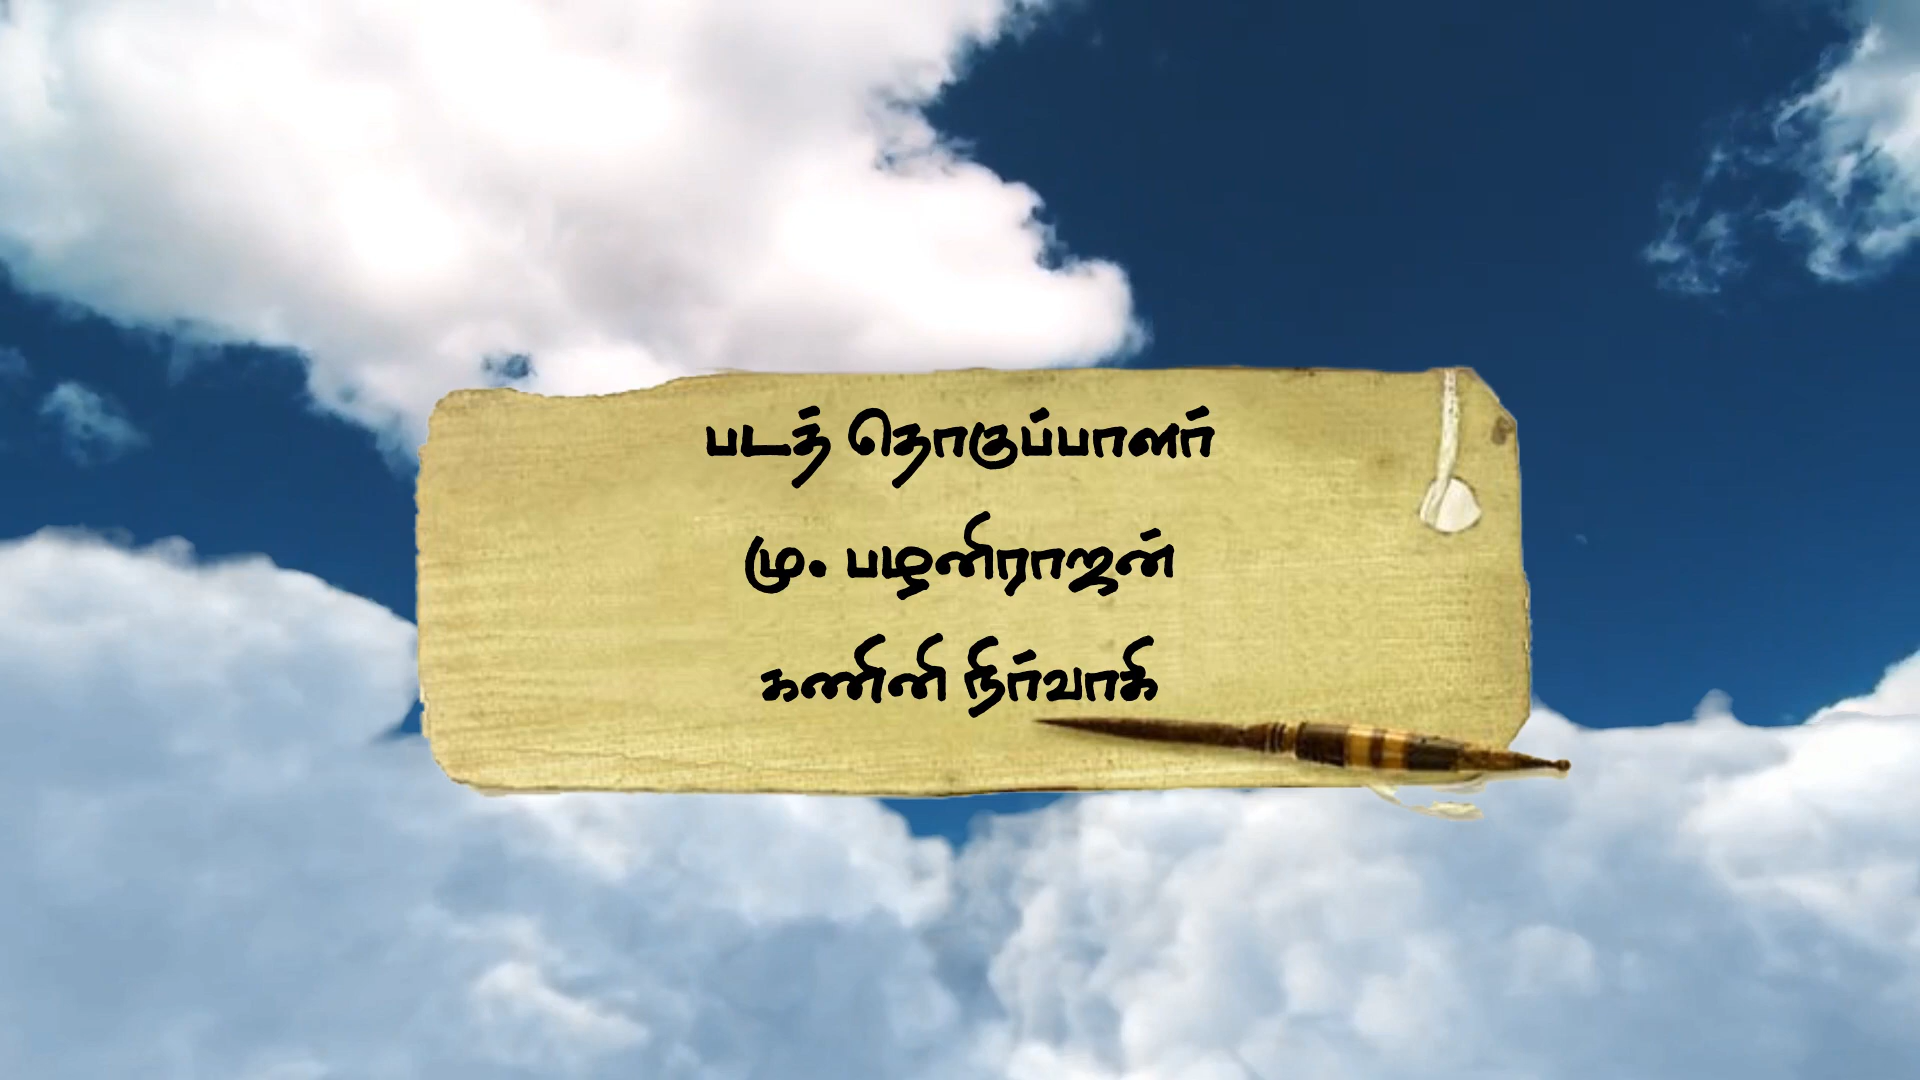 படத் தொகுப்பாளர்
மு. பழனிராஜன்
கணினி நிர்வாகி